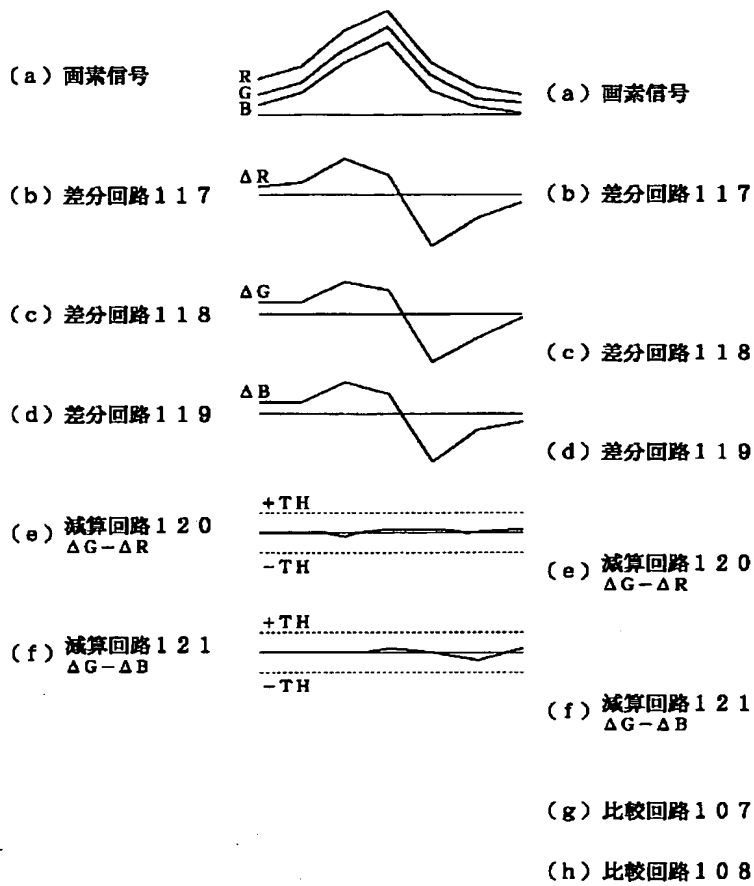 (a) 画素信号
R
G
B
(b) 差分回路117
ΔR
(c) 差分回路118
ΔG
(d) 差分回路119
ΔB
(e) 減算回路120
ΔG-ΔR
+TH
-TH
(f) 減算回路121
ΔG-ΔB
+TH
-TH
(a) 画素信号
(b) 差分回路117
(c) 差分回路118
(d) 差分回路119
(e) 減算回路120
ΔG-ΔR
(f) 減算回路121
ΔG-ΔB
(g) 比較回路107
(h) 比較回路108